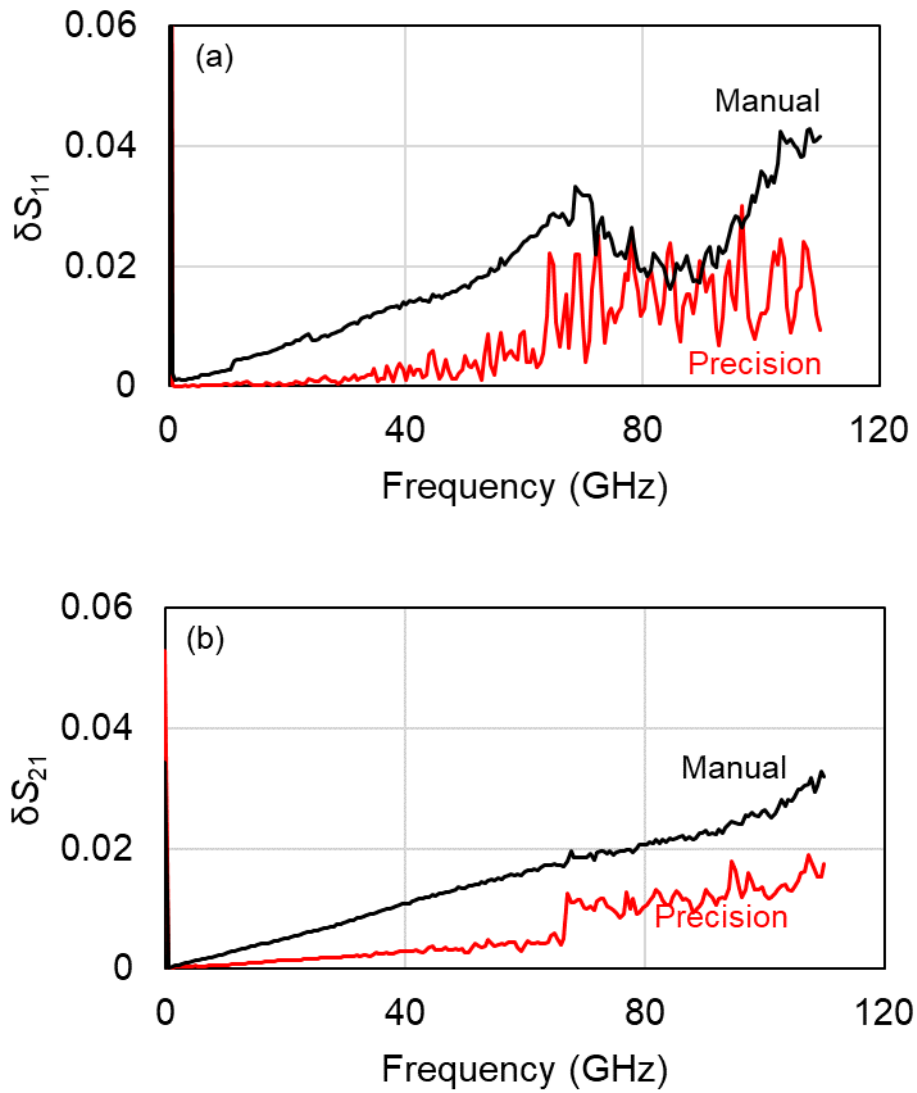 0.06
(a)
Manual
0.04
δS11
0.02
Precision
0
0 40 80 120
Frequency (GHz)
0.06
(b)
0.04
Manual
δS21
0.02
Precision
0
0 40 80 120
Frequency (GHz)